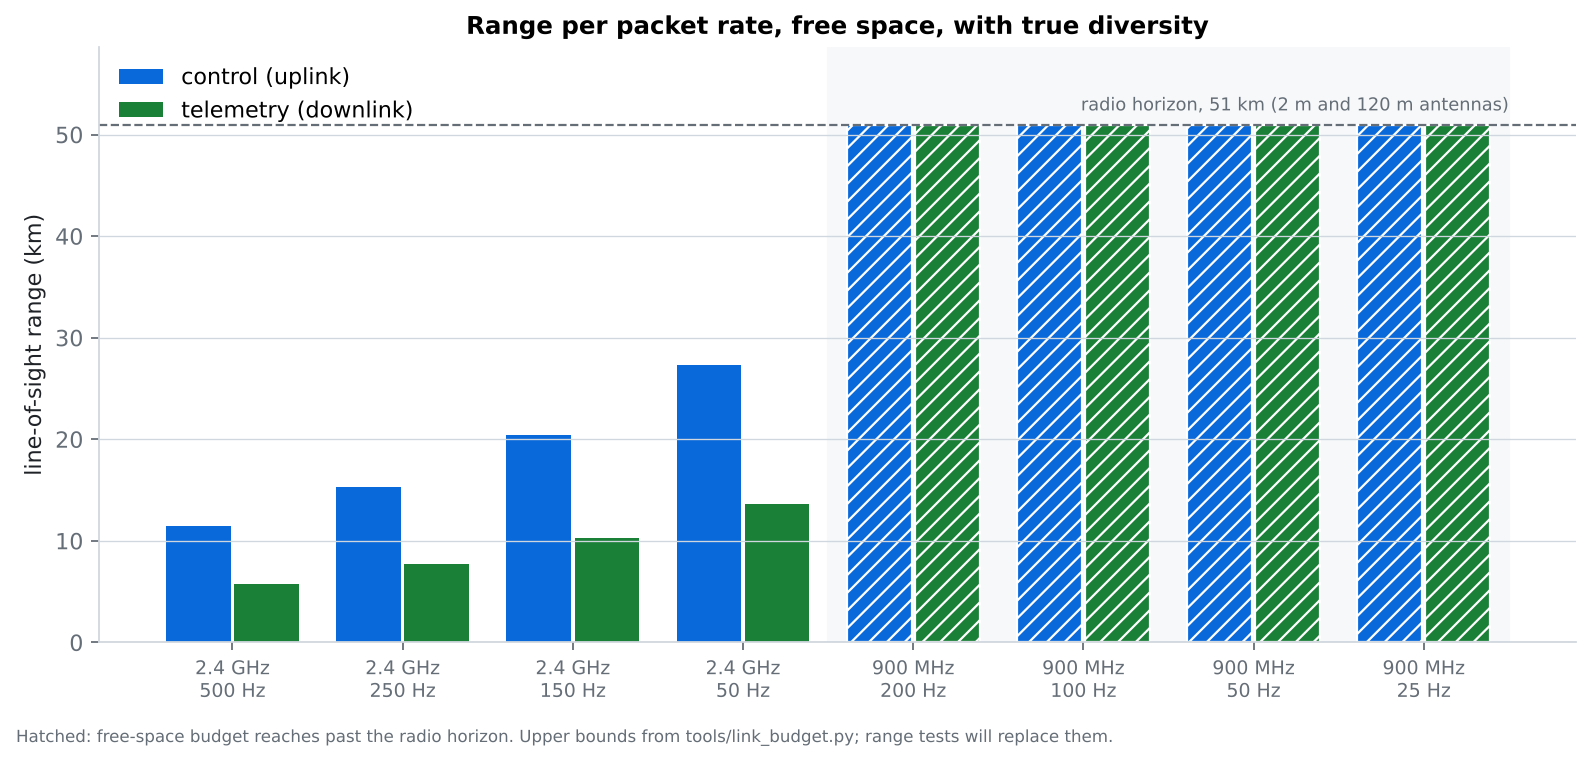 Range per packet rate, free space, with true diversity
control (uplink)
telemetry (downlink)
radio horizon, 51 km (2 m and 120 m antennas)
line-of-sight range (km)
50
40
30
20
10
0
2.4 GHz
500 Hz
2.4 GHz
250 Hz
2.4 GHz
150 Hz
2.4 GHz
50 Hz
900 MHz
200 Hz
900 MHz
100 Hz
900 MHz
50 Hz
900 MHz
25 Hz
Hatched: free-space budget reaches past the radio horizon. Upper bounds from tools/link_budget.py; range tests will replace them.